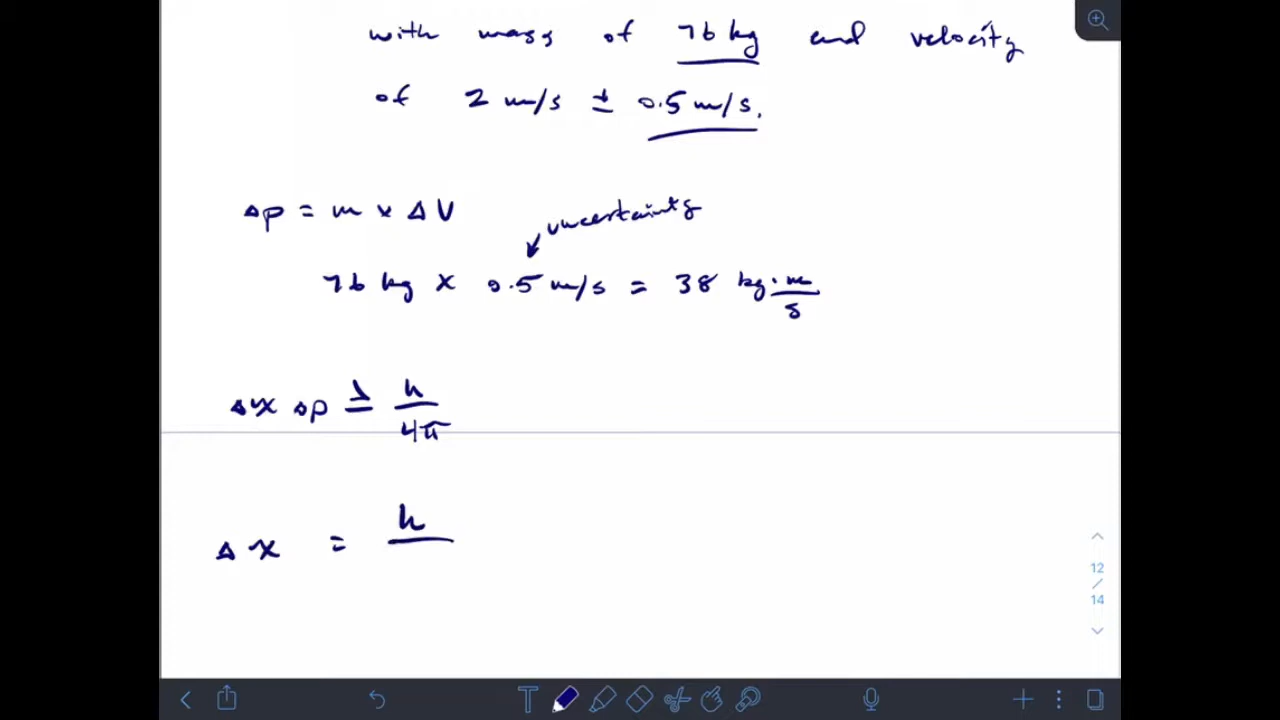 with mass of 76 kg and velocity
of 2 m/s ± 0.5 m/s.
Δp = m x ΔV
uncertainty
76 kg x 0.5 m/s = 38 kg·m/s
Δx Δp ≥ h/4π
Δx = h
12
/
14
T